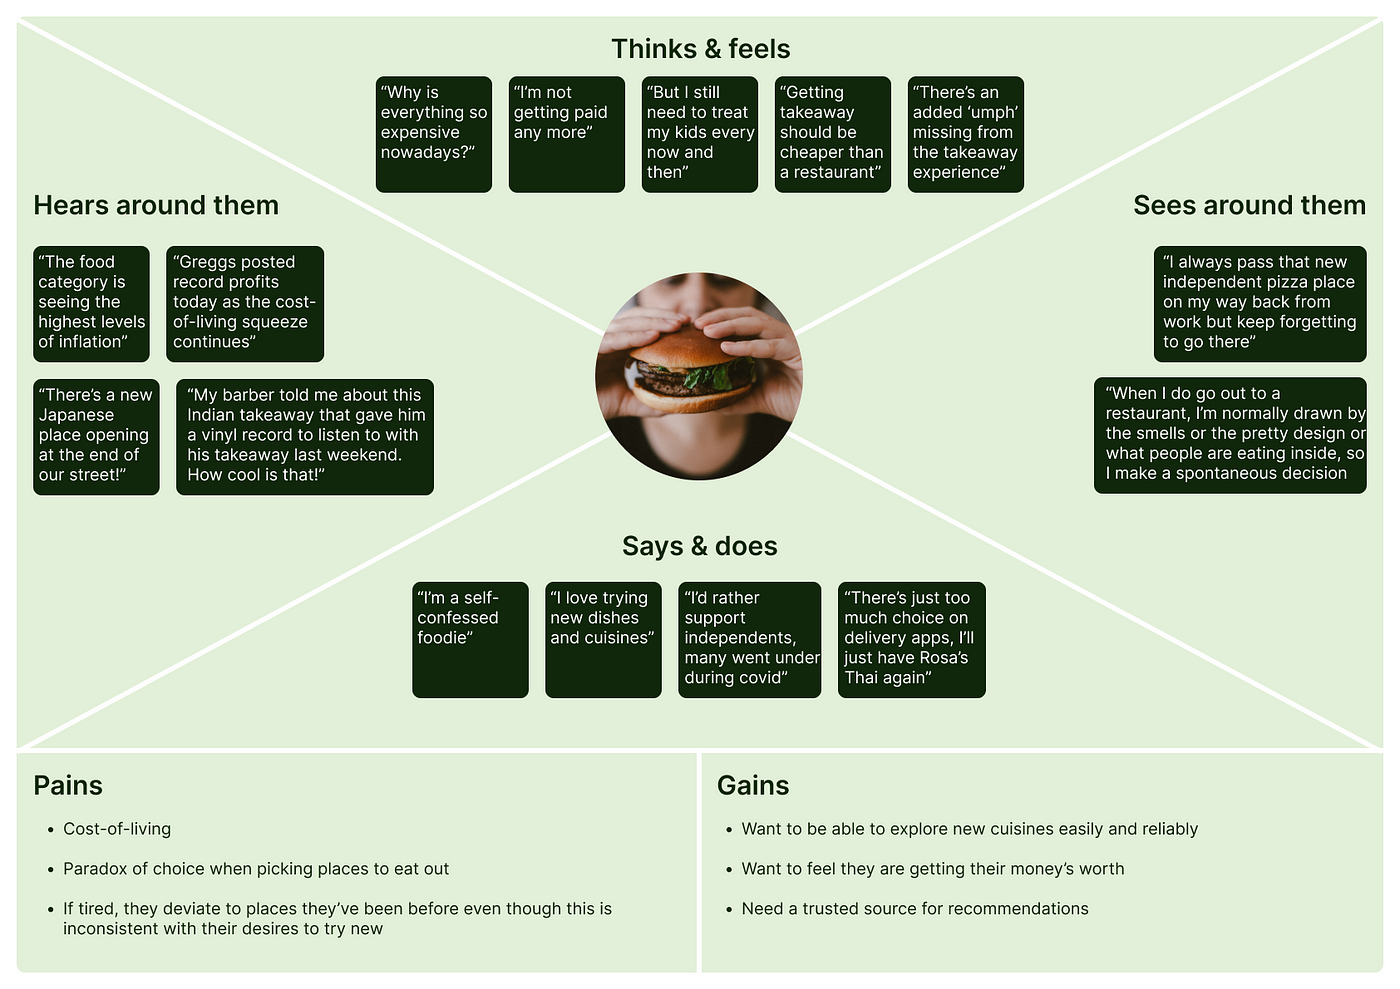 Thinks & feels
“Why is
everything so
expensive
nowadays?”
“I’m not
getting paid
any more”
“But I still
need to treat
my kids every
now and
then”
“Getting
takeaway
should be
cheaper than
a restaurant”
“There’s an
added ‘umph’
missing from
the takeaway
experience”
Hears around them
“The food
category is
seeing the
highest levels
of inflation”
“Greggs posted
record profits
today as the cost-
of-living squeeze
continues”
“There’s a new
Japanese
place opening
at the end of
our street!”
“My barber told me about this
Indian takeaway that gave him
a vinyl record to listen to with
his takeaway last weekend.
How cool is that!”
Sees around them
“I always pass that new
independent pizza place
on my way back from
work but keep forgetting
to go there”
“When I do go out to a
restaurant, I’m normally drawn by
the smells or the pretty design or
what people are eating inside, so
I make a spontaneous decision
Says & does
“I’m a self-
confessed
foodie”
“I love trying
new dishes
and cuisines”
“I’d rather
support
independents,
many went under
during covid”
“There’s just too
much choice on
delivery apps, I’ll
just have Rosa’s
Thai again”
Pains
• Cost-of-living
• Paradox of choice when picking places to eat out
• If tired, they deviate to places they’ve been before even though this is
inconsistent with their desires to try new
Gains
• Want to be able to explore new cuisines easily and reliably
• Want to feel they are getting their money’s worth
• Need a trusted source for recommendations